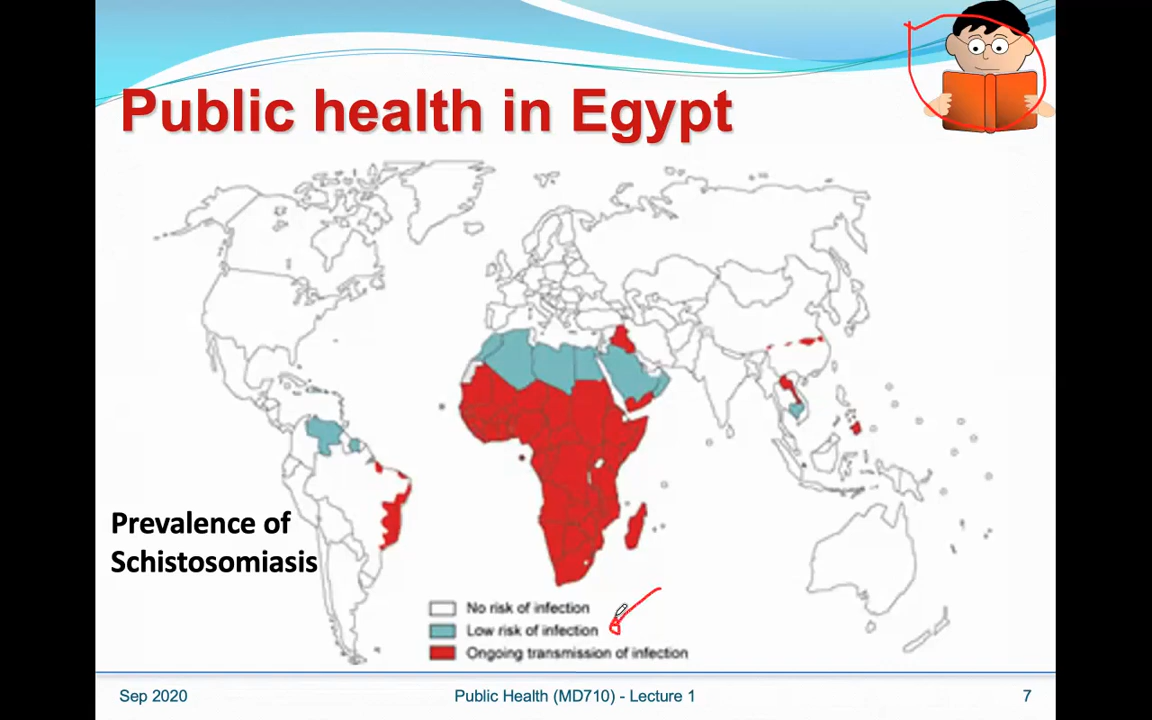 Public health in Egypt
Prevalence of
Schistosomiasis
No risk of infection
Low risk of infection
Ongoing transmission of infection
Sep 2020
Public Health (MD710) - Lecture 1
7